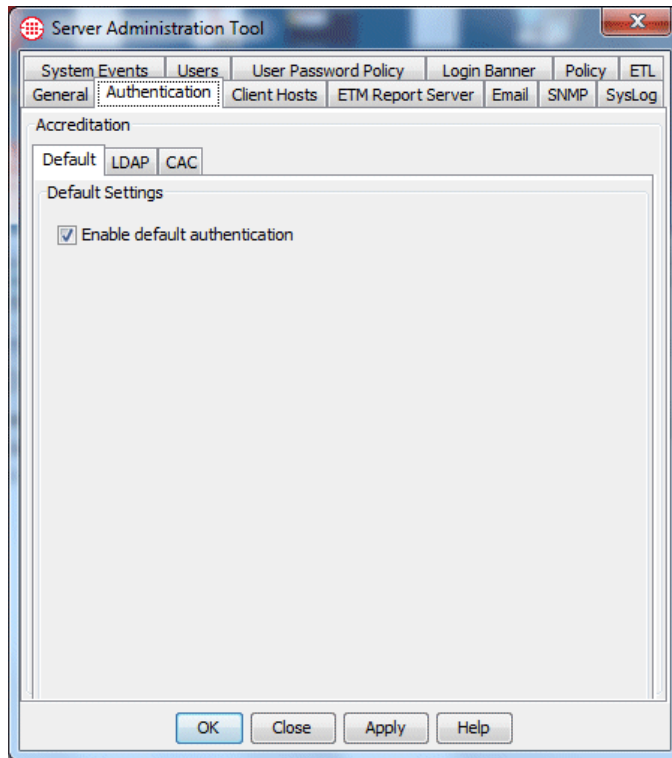 Server Administration Tool
System Events Users User Password Policy Login Banner Policy ETL
General Authentication Client Hosts ETM Report Server Email SNMP SysLog
Accreditation
Default LDAP CAC
Default Settings
Enable default authentication
OK Close Apply Help